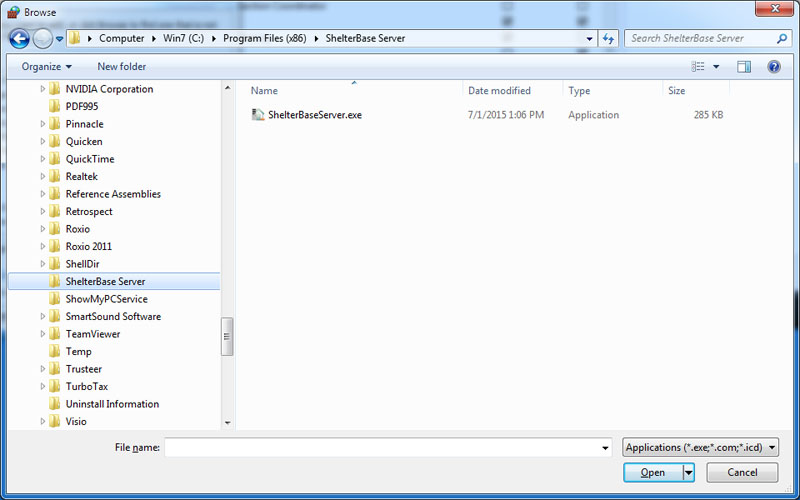 Browse
Computer Win7 (C:) Program Files (x86) ShelterBase Server
Search ShelterBase Server
Organize New folder
NVIDIA Corporation
PDF995
Pinnacle
Quicken
QuickTime
Realtek
Reference Assemblies
Retrospect
Roxio
Roxio 2011
ShellDir
ShelterBase Server
ShowMyPCService
SmartSound Software
TeamViewer
Temp
Trusteer
TurboTax
Uninstall Information
Visio
Name Date modified Type Size
ShelterBaseServer.exe 7/1/2015 1:06 PM Application 285 KB
File name: Applications (*.exe;*.com;*.icd)
Open Cancel